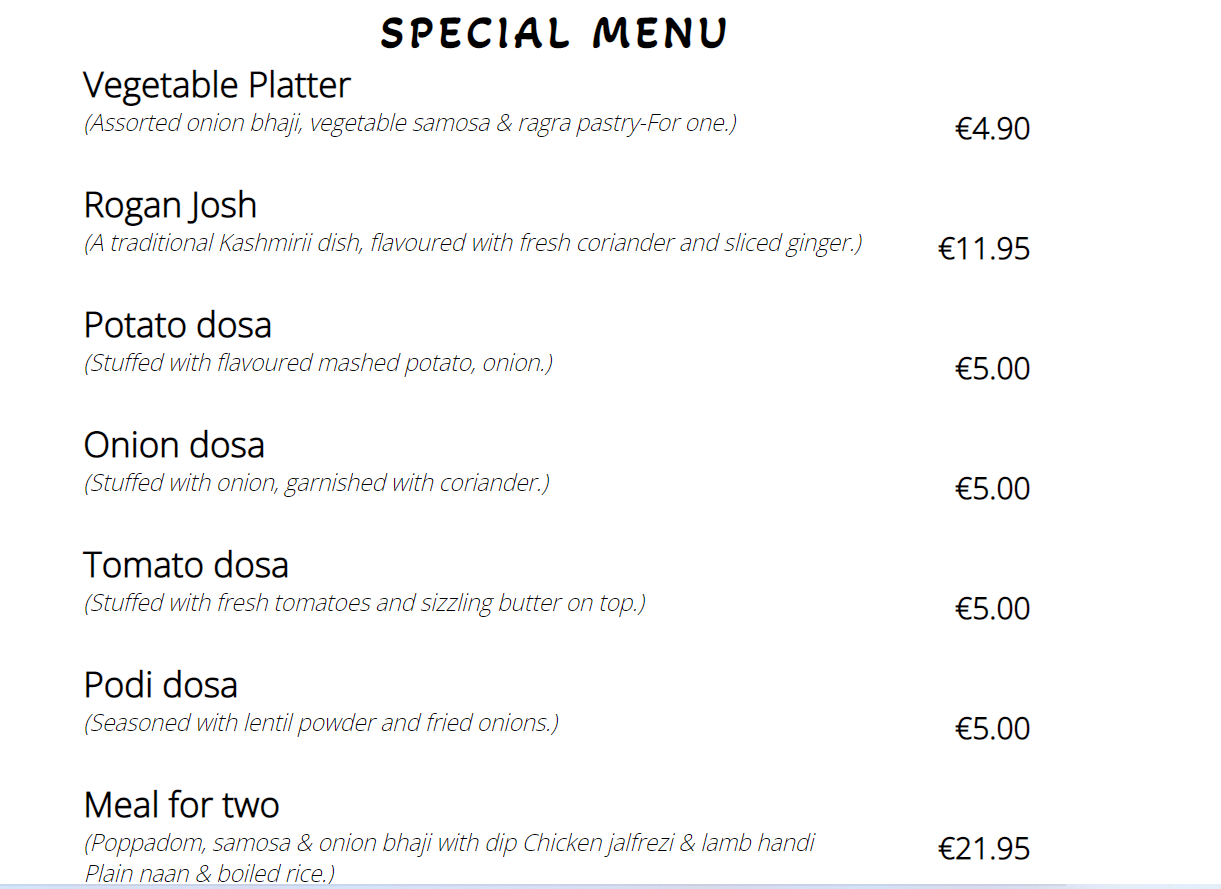 SPECIAL MENU
Vegetable Platter
(Assorted onion bhaji, vegetable samosa & ragra pastry-For one.)
€4.90
Rogan Josh
(A traditional Kashmirii dish, flavoured with fresh coriander and sliced ginger.)
€11.95
Potato dosa
(Stuffed with flavoured mashed potato, onion.)
€5.00
Onion dosa
(Stuffed with onion, garnished with coriander.)
€5.00
Tomato dosa
(Stuffed with fresh tomatoes and sizzling butter on top.)
€5.00
Podi dosa
(Seasoned with lentil powder and fried onions.)
€5.00
Meal for two
(Poppadom, samosa & onion bhaji with dip Chicken jalfrezi & lamb handi
€21.95
Plain naan & boiled rice.)